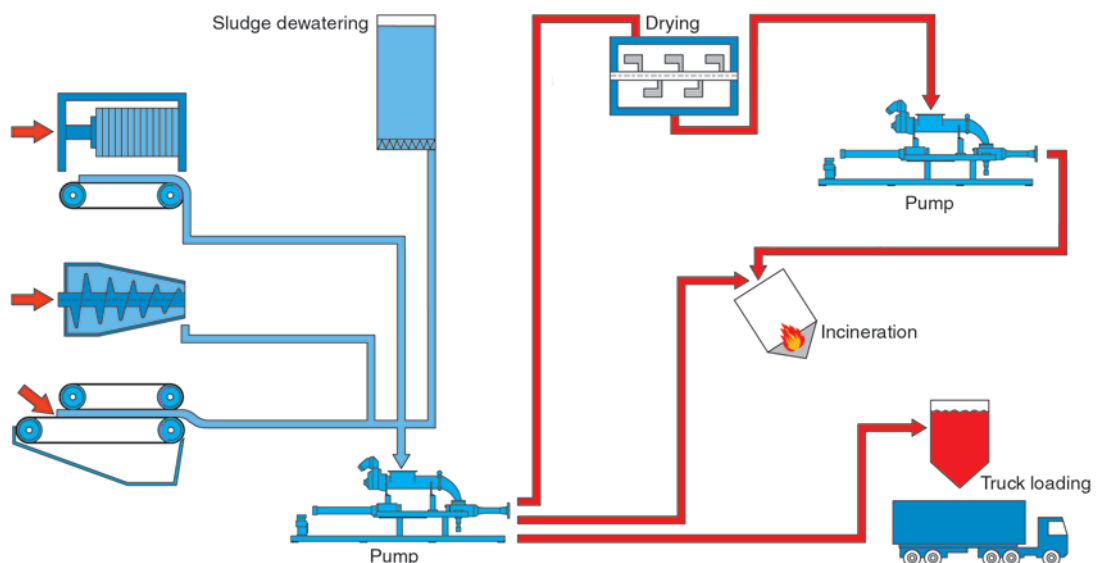 Sludge dewatering
Drying
Pump
Incineration
Truck loading
Pump